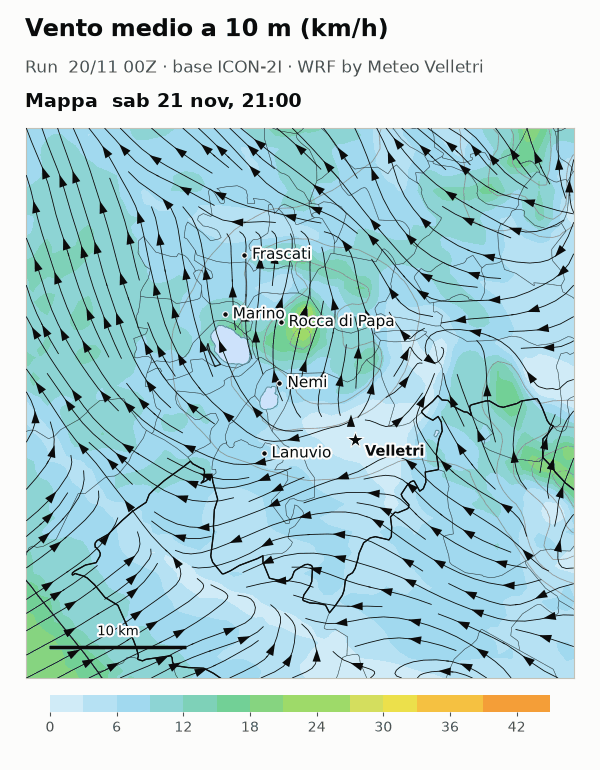 Vento medio a 10 m (km/h)
Run  20/11 00Z · base ICON-2I · WRF by Meteo Velletri
Mappa  sab 21 nov, 21:00
Frascati
Marino
Rocca di Papa
Nemi
Velletri
Lanuvio
10 km
0 6 12 18 24 30 36 42